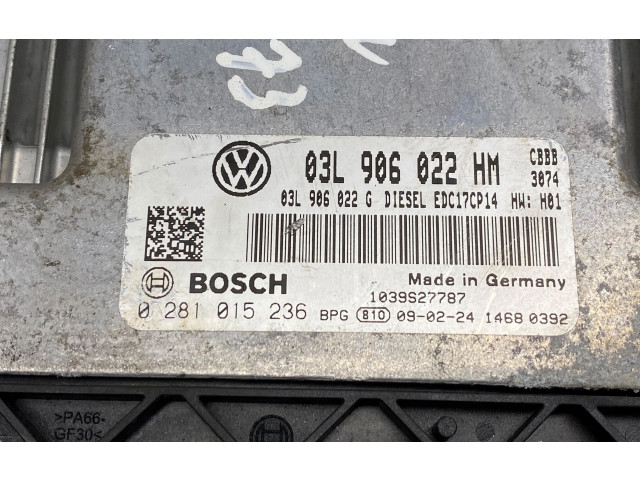 73
03L 906 022 HM CBBB
3074
03L 906 022 G DIESEL EDC17CP14 HW: H01
BOSCH Made in Germany
1039S27787
0 281 015 236 BPG 810 09-02-24 1468 0392
>PA66-
GF30<